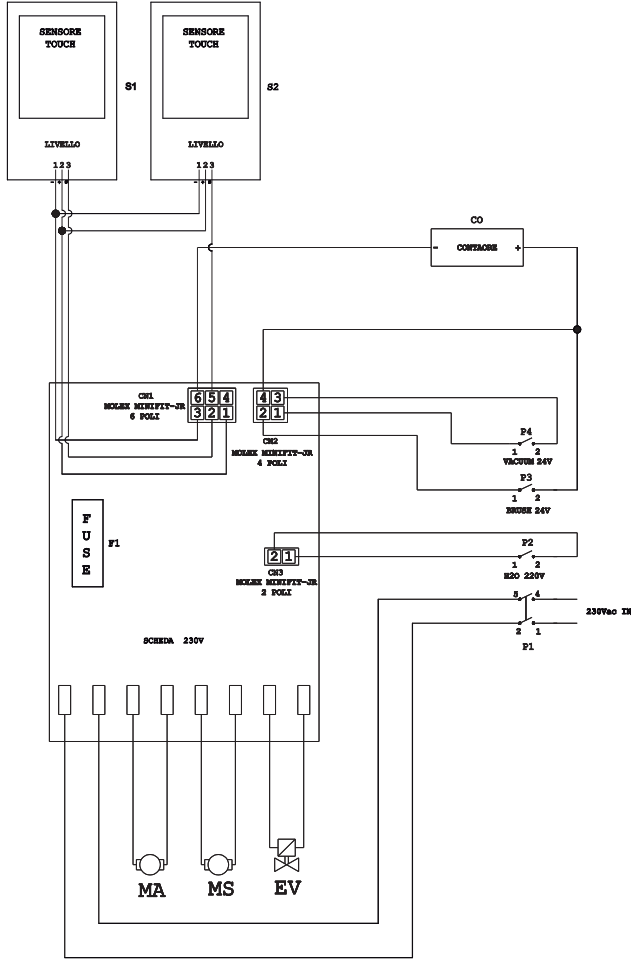 SENSORE
TOUCH
S1
LIVELLO
1 2 3
- + •
SENSORE
TOUCH
S2
LIVELLO
1 2 3
- + •
CO
- CONTAORE +
CN1
MOLEX MINIFIT-JR
6 POLI
6 5 4
3 2 1
4 3
2 1
CN2
MOLEX MINIFIT-JR
4 POLI
P4
1 2
VACUUM 24V
P3
1 2
BRUSH 24V
FUSE
F1
2 1
CN3
MOLEX MINIFIT-JR
2 POLI
P2
1 2
H2O 220V
5 4
230Vac IN
2 1
P1
SCHEDA 230V
MA
MS
EV